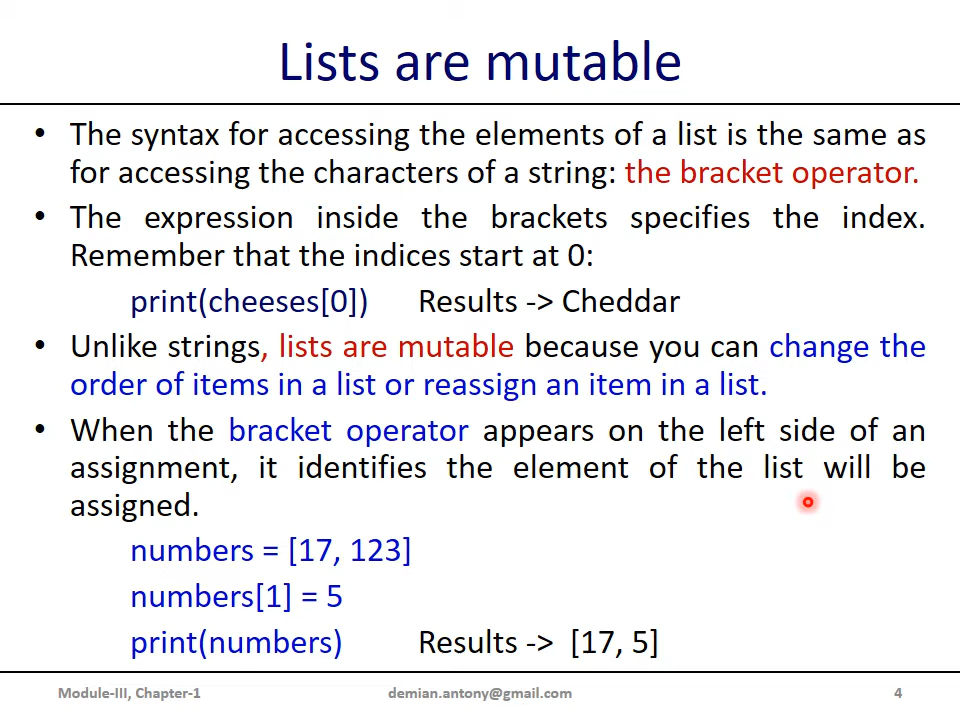 Lists are mutable
• The syntax for accessing the elements of a list is the same as
for accessing the characters of a string: the bracket operator.
• The expression inside the brackets specifies the index.
Remember that the indices start at 0:
print(cheeses[0]) Results -> Cheddar
• Unlike strings, lists are mutable because you can change the
order of items in a list or reassign an item in a list.
• When the bracket operator appears on the left side of an
assignment, it identifies the element of the list will be
assigned.
numbers = [17, 123]
numbers[1] = 5
print(numbers) Results -> [17, 5]
Module-III, Chapter-1 demian.antony@gmail.com 4